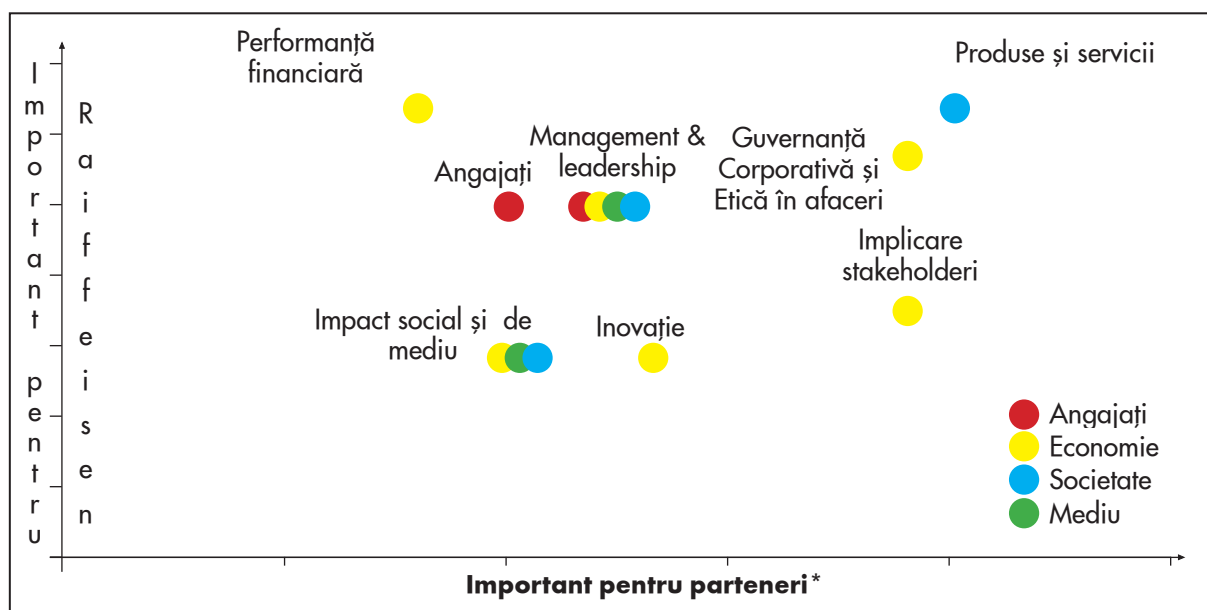 Important pentru
Raiffeisen
Performanță
financiară
Produse și servicii
Management &
leadership
Guvernanță
Corporativă și
Etică în afaceri
Angajați
Implicare
stakeholderi
Impact social și de
mediu
Inovație
Angajați
Economie
Societate
Mediu
Important pentru parteneri*